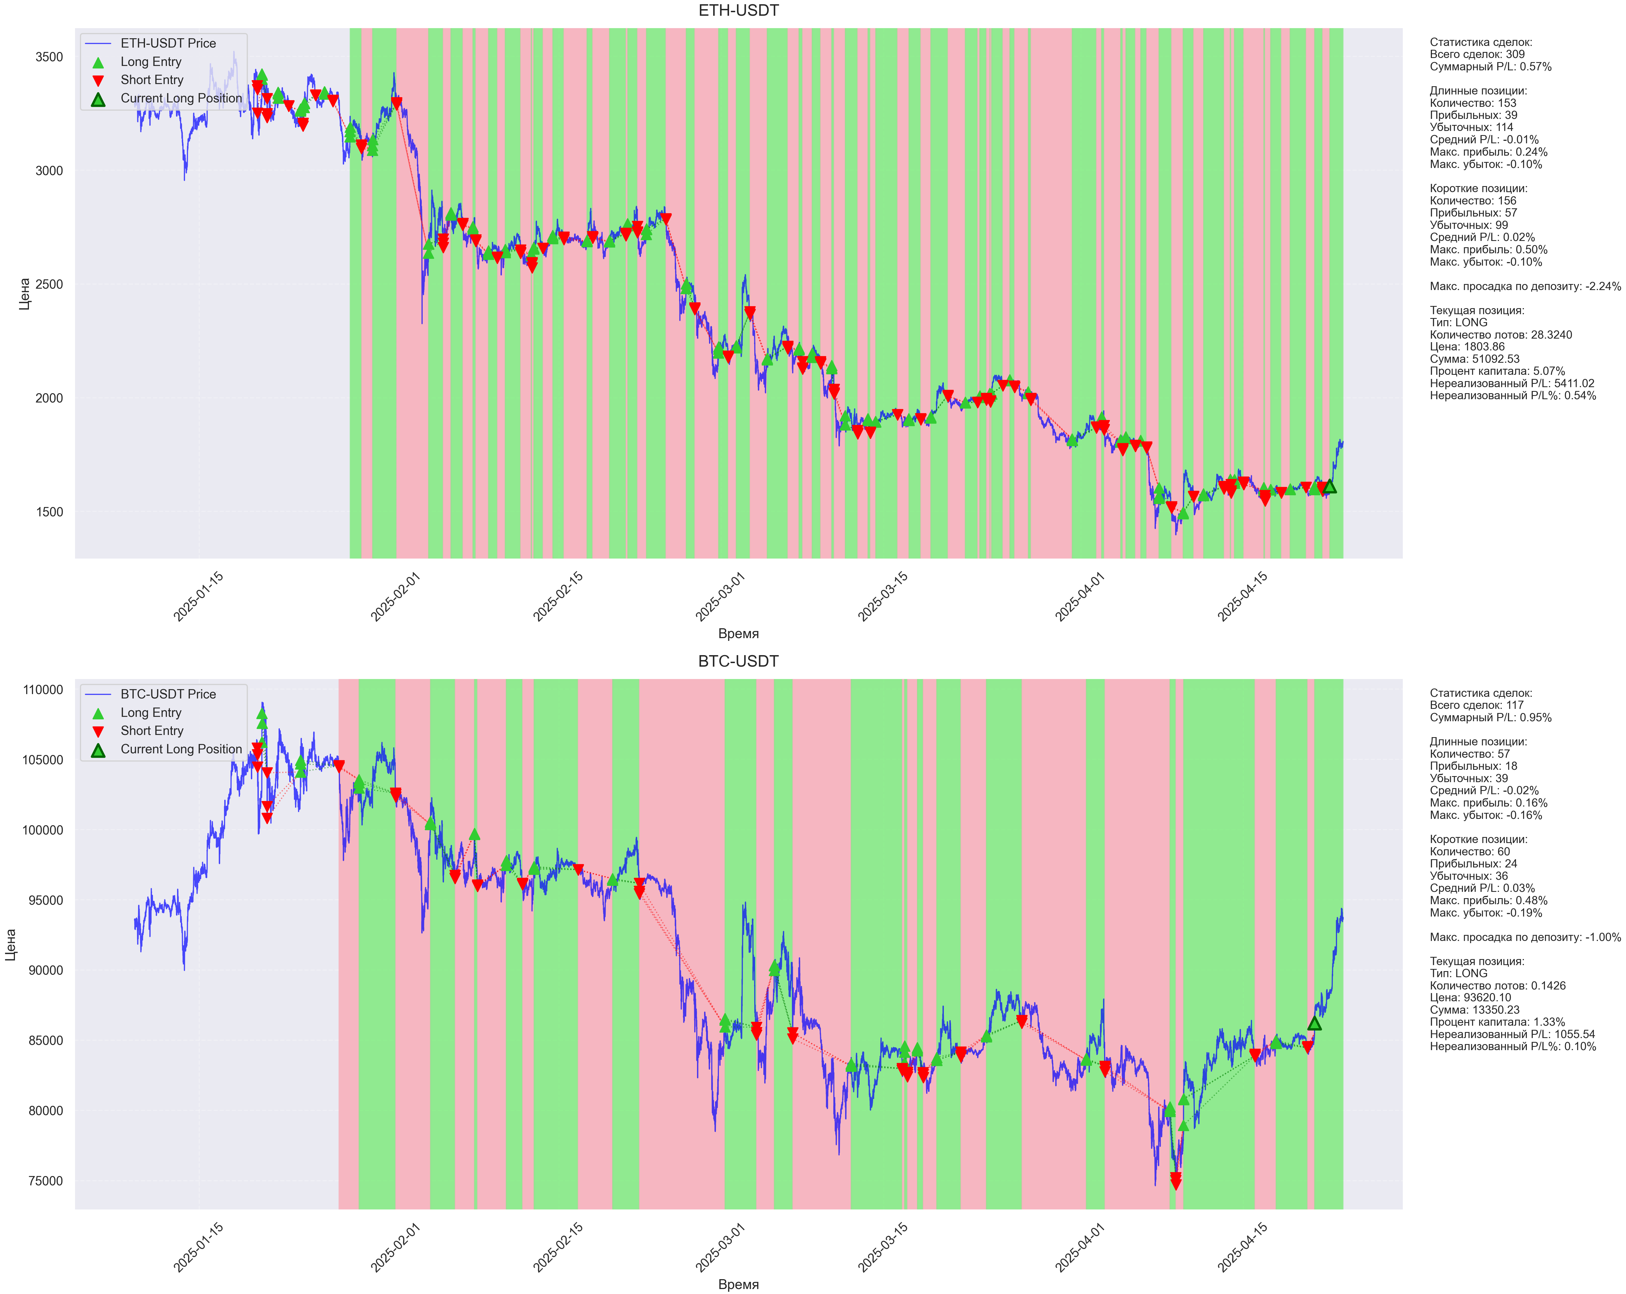 ETH-USDT
ETH-USDT Price
Long Entry
Short Entry
Current Long Position
3500
3000
2500
2000
1500
Цена
2025-01-15
2025-02-01
2025-02-15
2025-03-01
2025-03-15
2025-04-01
2025-04-15
Время
Статистика сделок:
Всего сделок: 309
Суммарный P/L: 0.57%
Длинные позиции:
Количество: 153
Прибыльных: 39
Убыточных: 114
Средний P/L: -0.01%
Макс. прибыль: 0.24%
Макс. убыток: -0.10%
Короткие позиции:
Количество: 156
Прибыльных: 57
Убыточных: 99
Средний P/L: 0.02%
Макс. прибыль: 0.50%
Макс. убыток: -0.10%
Макс. просадка по депозиту: -2.24%
Текущая позиция:
Тип: LONG
Количество лотов: 28.3240
Цена: 1803.86
Сумма: 51092.53
Процент капитала: 5.07%
Нереализованный P/L: 5411.02
Нереализованный P/L%: 0.54%
BTC-USDT
BTC-USDT Price
Long Entry
Short Entry
Current Long Position
110000
105000
100000
95000
90000
85000
80000
75000
Цена
2025-01-15
2025-02-01
2025-02-15
2025-03-01
2025-03-15
2025-04-01
2025-04-15
Время
Статистика сделок:
Всего сделок: 117
Суммарный P/L: 0.95%
Длинные позиции:
Количество: 57
Прибыльных: 18
Убыточных: 39
Средний P/L: -0.02%
Макс. прибыль: 0.16%
Макс. убыток: -0.16%
Короткие позиции:
Количество: 60
Прибыльных: 24
Убыточных: 36
Средний P/L: 0.03%
Макс. прибыль: 0.48%
Макс. убыток: -0.19%
Макс. просадка по депозиту: -1.00%
Текущая позиция:
Тип: LONG
Количество лотов: 0.1426
Цена: 93620.10
Сумма: 13350.23
Процент капитала: 1.33%
Нереализованный P/L: 1055.54
Нереализованный P/L%: 0.10%